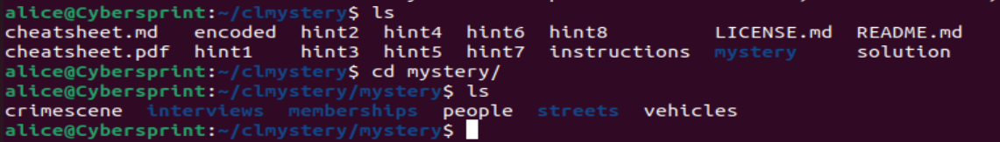 alice@Cybersprint:~/clmystery$ ls
cheatsheet.md encoded hint2 hint4 hint6 hint8 LICENSE.md README.md
cheatsheet.pdf hint1 hint3 hint5 hint7 instructions mystery solution
alice@Cybersprint:~/clmystery$ cd mystery/
alice@Cybersprint:~/clmystery/mystery$ ls
crimescene interviews memberships people streets vehicles
alice@Cybersprint:~/clmystery/mystery$